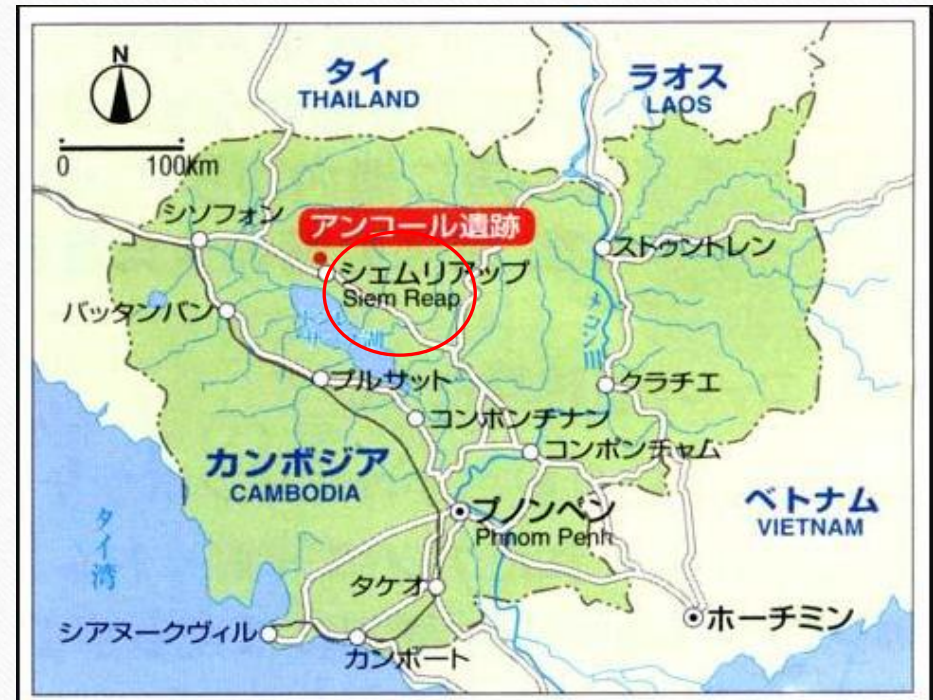 N
0 100km
タイ
THAILAND
ラオス
LAOS
シソフォン
アンコール遺跡
シェムリアップ
Siem Reap
ストゥントレン
バッタンバン
メコン川
プルサット
クラチエ
コンポンチナン
コンポンチャム
カンボジア
CAMBODIA
ベトナム
VIETNAM
タイ湾
プノンペン
Phnom Penh
タケオ
シアヌークヴィル
カンポート
ホーチミン